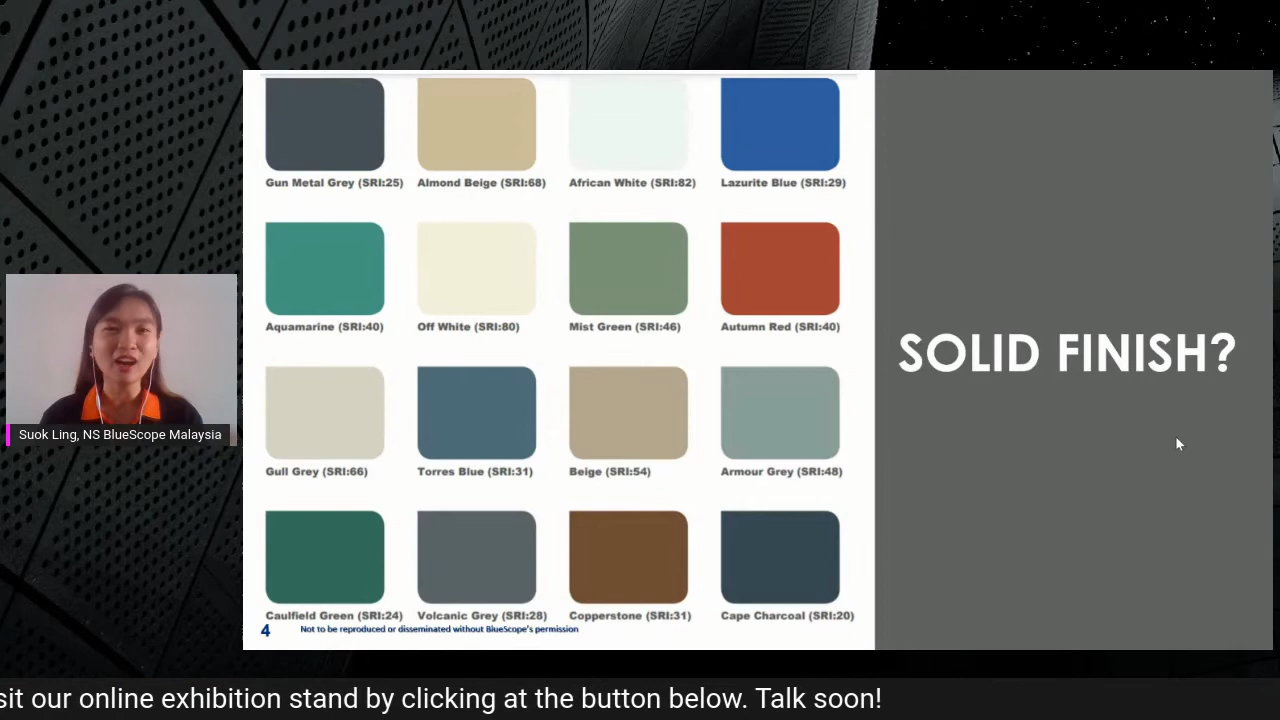 Gun Metal Grey (SRI:25) Almond Beige (SRI:68) African White (SRI:82) Lazurite Blue (SRI:29)
Aquamarine (SRI:40) Off White (SRI:80) Mist Green (SRI:46) Autumn Red (SRI:40)
SOLID FINISH?
Suok Ling, NS BlueScope Malaysia
Gull Grey (SRI:66) Torres Blue (SRI:31) Beige (SRI:54) Armour Grey (SRI:48)
Caulfield Green (SRI:24) Volcanic Grey (SRI:28) Copperstone (SRI:31) Cape Charcoal (SRI:20)
4 Not to be reproduced or disseminated without BlueScope's permission
sit our online exhibition stand by clicking at the button below. Talk soon!